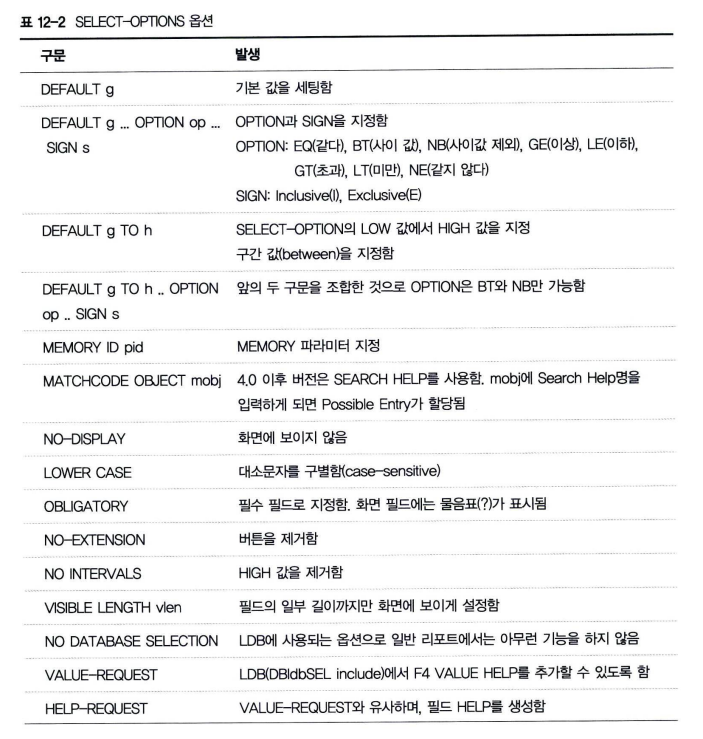 표 12-2 SELECT-OPTIONS 옵션
구문 발생
DEFAULT g 기본 값을 세팅함
DEFAULT g ... OPTION op ... OPTION과 SIGN을 지정함
SIGN s OPTION: EQ(같다), BT(사이 값), NB(사이값 제외), GE(이상), LE(이하),
GT(초과), LT(미만), NE(같지 않다)
SIGN: Inclusive(I), Exclusive(E)
DEFAULT g TO h SELECT-OPTION의 LOW 값에서 HIGH 값을 지정
구간 값(between)을 지정함
DEFAULT g TO h .. OPTION 앞의 두 구문을 조합한 것으로 OPTION은 BT와 NB만 가능함
op .. SIGN s
MEMORY ID pid MEMORY 파라미터 지정
MATCHCODE OBJECT mobj 4.0 이후 버전은 SEARCH HELP를 사용함. mobj에 Search Help명을
입력하게 되면 Possible Entry가 할당됨
NO-DISPLAY 화면에 보이지 않음
LOWER CASE 대소문자를 구별함(case-sensitive)
OBLIGATORY 필수 필드로 지정함. 화면 필드에는 물음표(?)가 표시됨
NO-EXTENSION 버튼을 제거함
NO INTERVALS HIGH 값을 제거함
VISIBLE LENGTH vlen 필드의 일부 길이까지만 화면에 보이게 설정함
NO DATABASE SELECTION LDB에 사용되는 옵션으로 일반 리포트에서는 아무런 기능을 하지 않음
VALUE-REQUEST LDB(DBldbSEL include)에서 F4 VALUE HELP를 추가할 수 있도록 함
HELP-REQUEST VALUE-REQUEST와 유사하며, 필드 HELP를 생성함